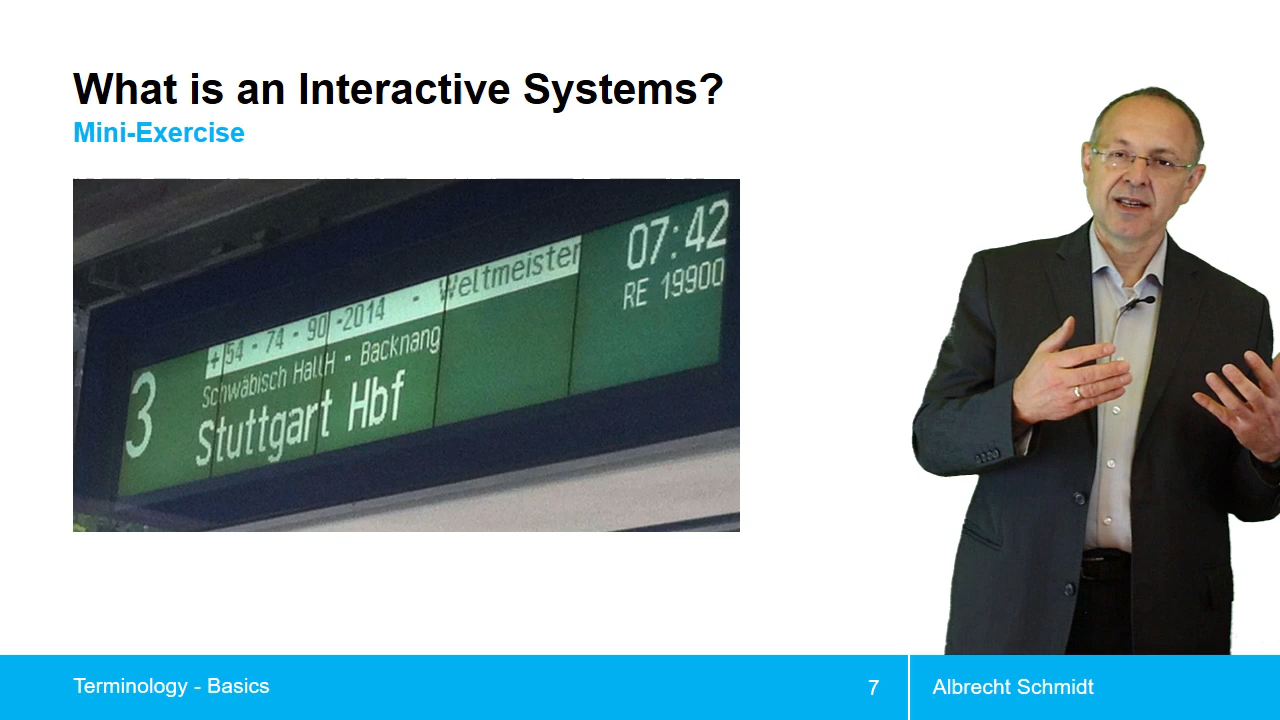 What is an Interactive Systems?
Mini-Exercise
07:42
+ 54 - 74 - 90 -2014 - Weltmeister
RE 19900
3
Schwäbisch HallH - Backnang
Stuttgart Hbf
Terminology - Basics
7
Albrecht Schmidt